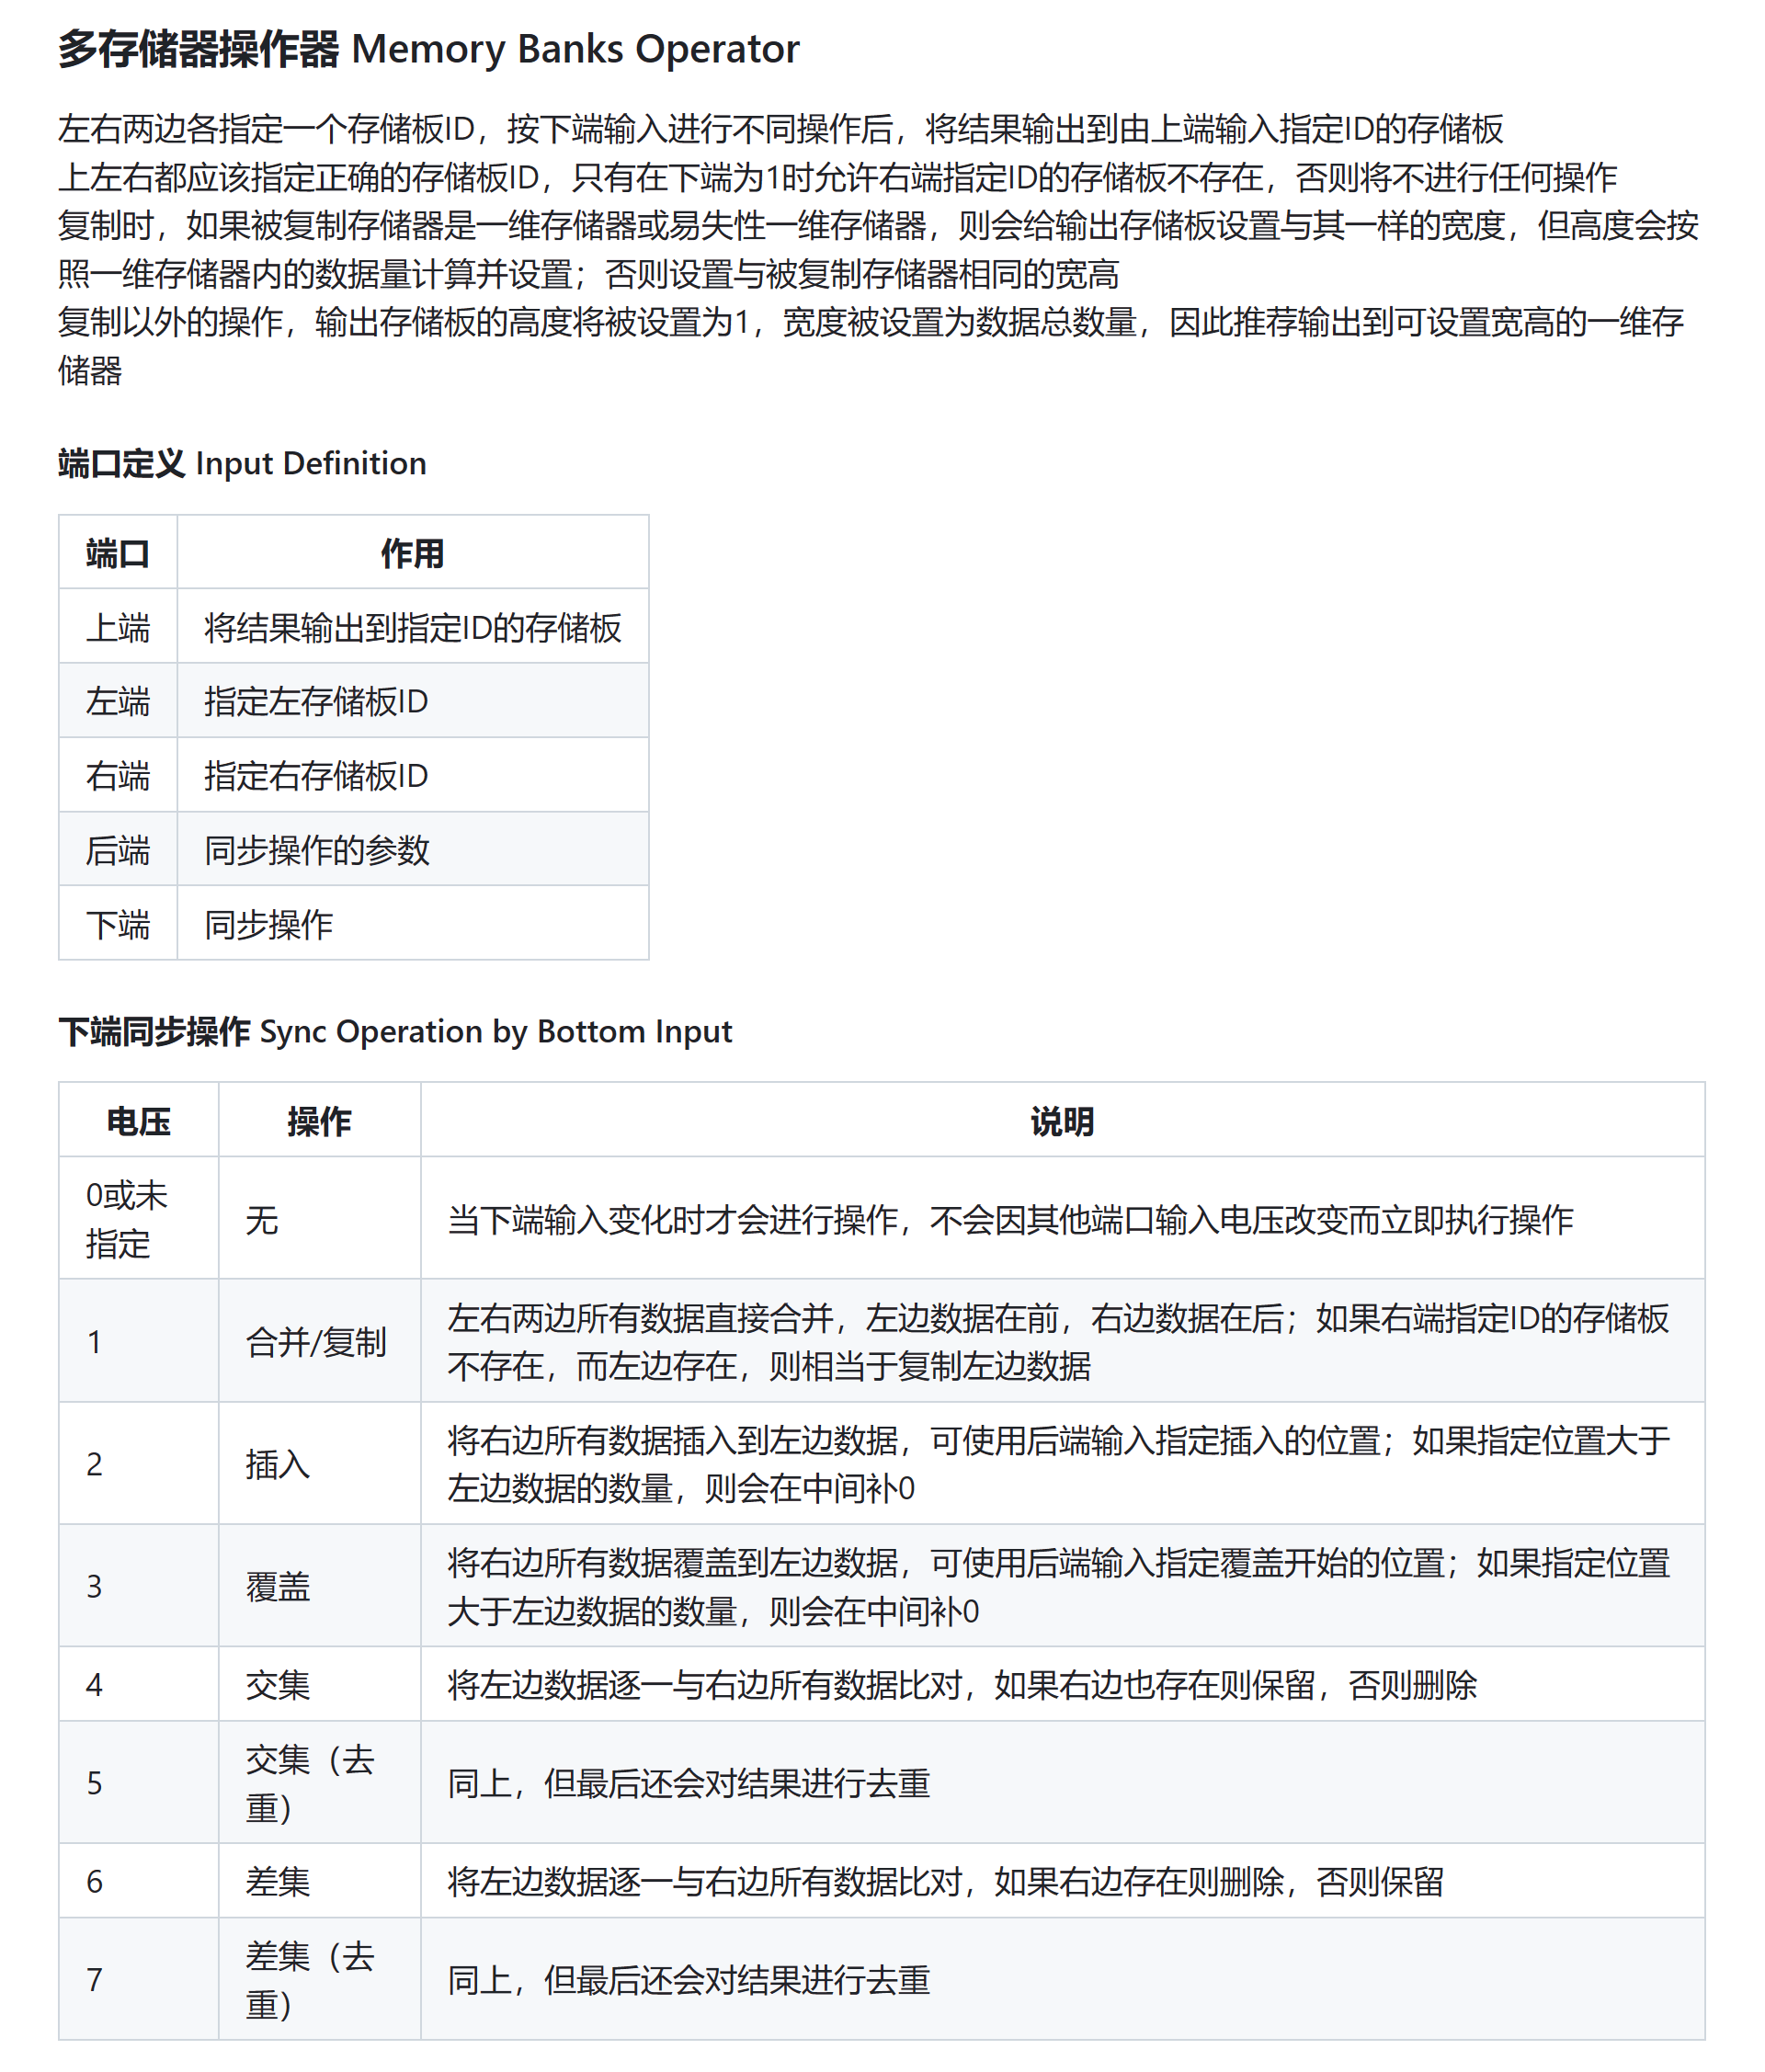 多存储器操作器 Memory Banks Operator
左右两边各指定一个存储板ID，按下端输入进行不同操作后，将结果输出到由上端输入指定ID的存储板
上左右都应该指定正确的存储板ID，只有在下端为1时允许右端指定ID的存储板不存在，否则将不进行任何操作
复制时，如果被复制存储器是一维存储器或易失性一维存储器，则会给输出存储板设置与其一样的宽度，但高度会按
照一维存储器内的数据量计算并设置；否则设置与被复制存储器相同的宽高
复制以外的操作，输出存储板的高度将被设置为1，宽度被设置为数据总数量，因此推荐输出到可设置宽高的一维存
储器
端口定义 Input Definition
端口 作用
上端 将结果输出到指定ID的存储板
左端 指定左存储板ID
右端 指定右存储板ID
后端 同步操作的参数
下端 同步操作
下端同步操作 Sync Operation by Bottom Input
电压 操作 说明
0或未
指定
无
当下端输入变化时才会进行操作，不会因其他端口输入电压改变而立即执行操作
1
合并/复制
左右两边所有数据直接合并，左边数据在前，右边数据在后；如果右端指定ID的存储板
不存在，而左边存在，则相当于复制左边数据
2
插入
将右边所有数据插入到左边数据，可使用后端输入指定插入的位置；如果指定位置大于
左边数据的数量，则会在中间补0
3
覆盖
将右边所有数据覆盖到左边数据，可使用后端输入指定覆盖开始的位置；如果指定位置
大于左边数据的数量，则会在中间补0
4 交集 将左边数据逐一与右边所有数据比对，如果右边也存在则保留，否则删除
5
交集（去
重）
同上，但最后还会对结果进行去重
6 差集 将左边数据逐一与右边所有数据比对，如果右边存在则删除，否则保留
7
差集（去
重）
同上，但最后还会对结果进行去重